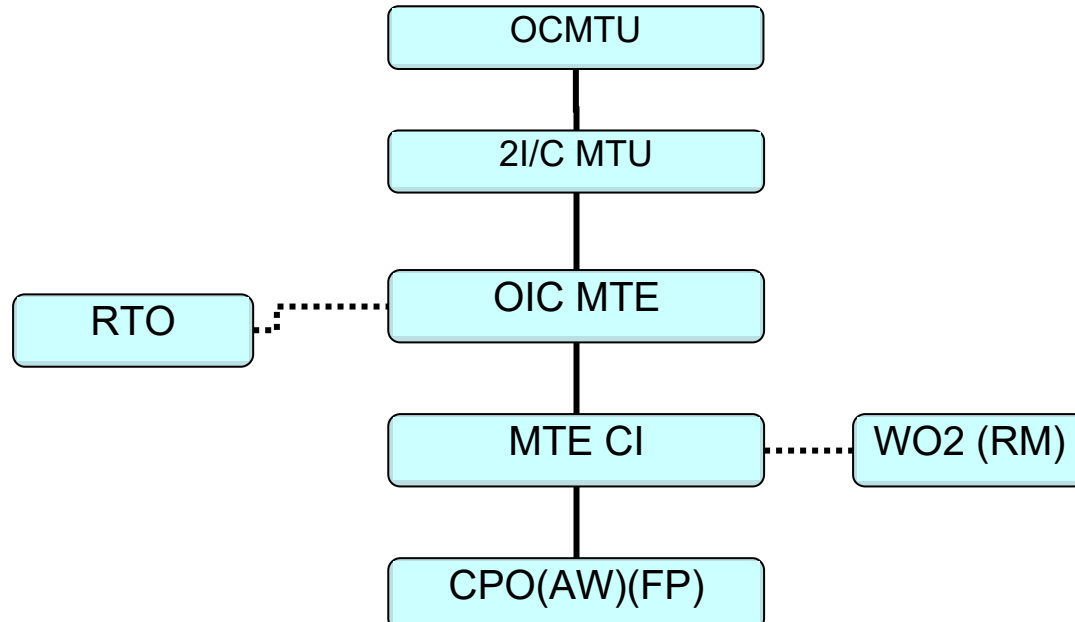 OCMTU
2I/C MTU
OIC MTE
RTO
MTE CI
WO2 (RM)
CPO(AW)(FP)